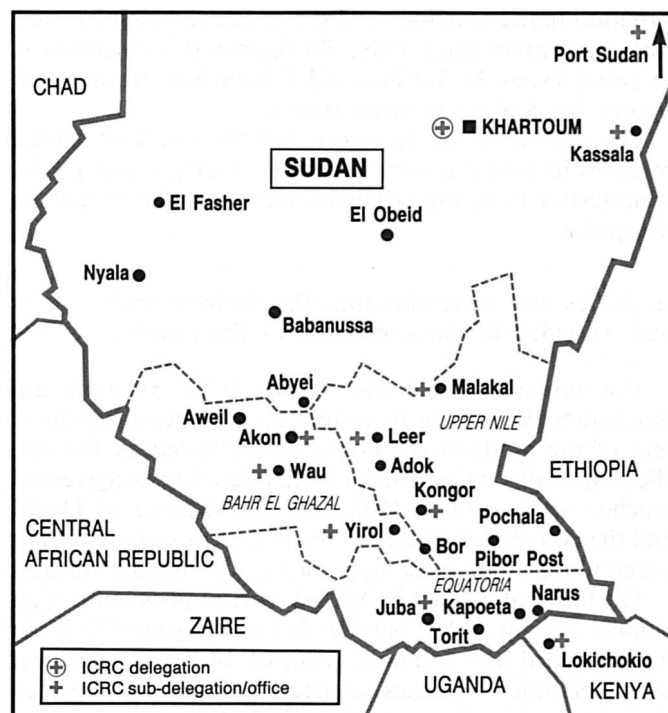 Port Sudan
CHAD
KHARTOUM
Kassala
SUDAN
El Fasher
El Obeid
Nyala
Babanussa
Abyei
Malakal
Aweil
UPPER NILE
Akon
Leer
Wau
Adok
ETHIOPIA
BAHR EL GHAZAL
Kongor
Pochala
CENTRAL
AFRICAN REPUBLIC
Yirol
Bor
Pibor Post
EQUATORIA
Juba
Kapoeta
Narus
ZAIRE
Torit
Lokichokio
UGANDA
KENYA
ICRC delegation
ICRC sub-delegation/office